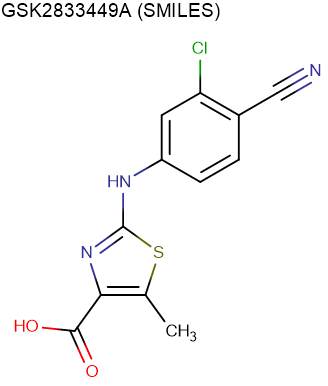 GSK2833449A (SMILES)
Cl
N
HN
N
S
HO
CH3
O